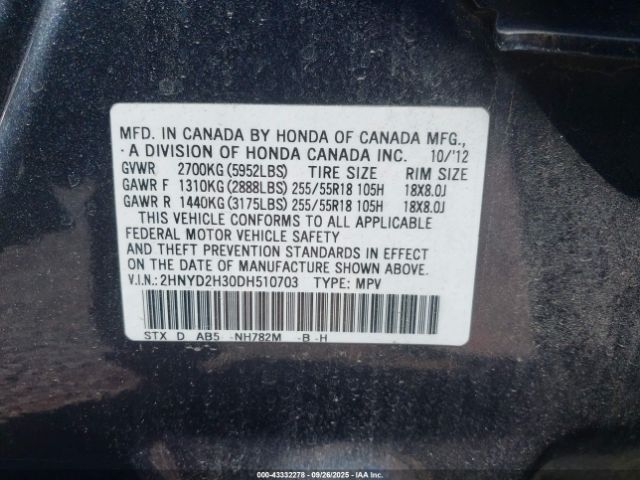 MFD. IN CANADA BY HONDA OF CANADA MFG.,
A DIVISION OF HONDA CANADA INC. 10/'12
GVWR 2700KG (5952LBS) TIRE SIZE RIM SIZE
GAWR F 1310KG (2888LBS) 255/55R18 105H 18X8.0J
GAWR R 1440KG (3175LBS) 255/55R18 105H 18X8.0J
THIS VEHICLE CONFORMS TO ALL APPLICABLE
FEDERAL MOTOR VEHICLE SAFETY
AND THEFT PREVENTION STANDARDS IN EFFECT
ON THE DATE OF MANUFACTURE SHOWN ABOVE.
V.I.N.: 2HNYD2H30DH510703 TYPE: MPV
STX D AB5 -NH782M -B -H
© IAA 000-43332278 - 09/26/2025 - IAAI.COM